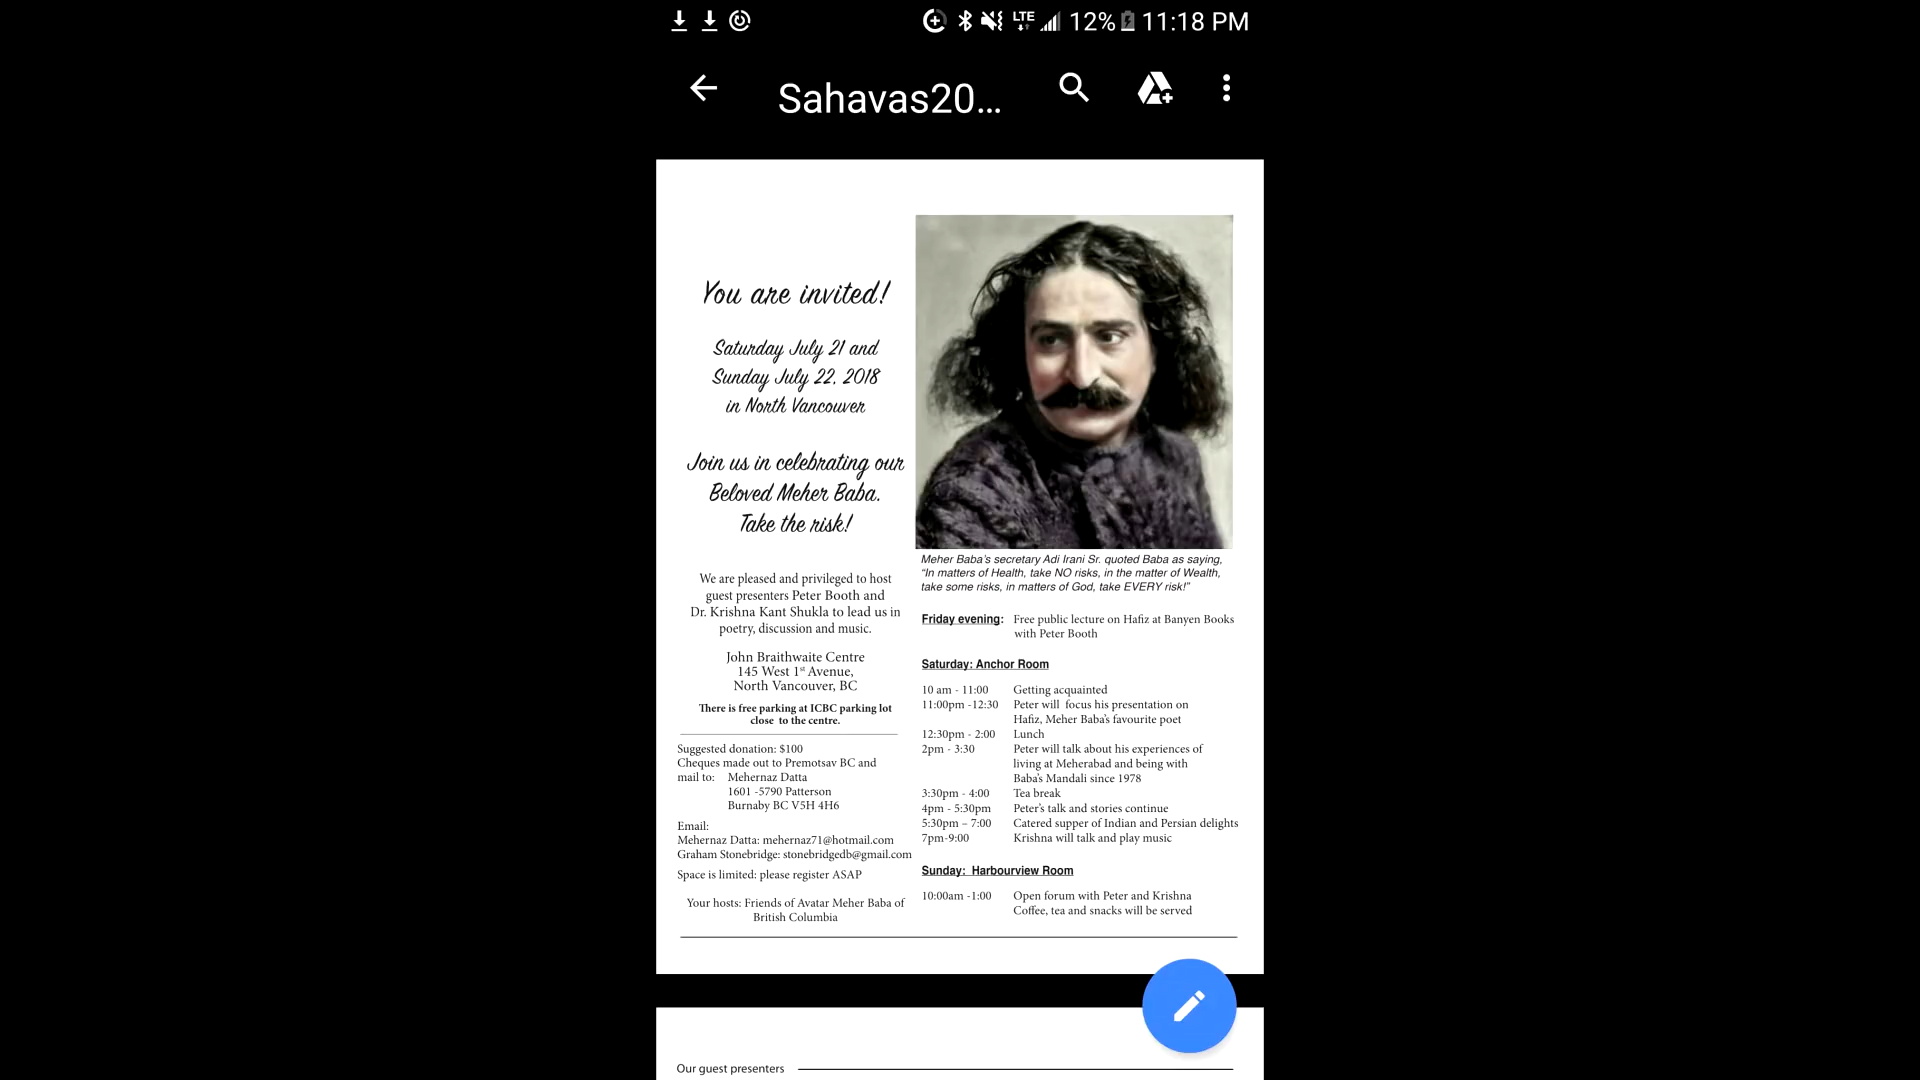 LTE 12% 11:18 PM
Sahavas20...
You are invited!
Saturday July 21 and
Sunday July 22, 2018
in North Vancouver
Join us in celebrating our
Beloved Meher Baba.
Take the risk!
We are pleased and privileged to host
guest presenters Peter Booth and
Dr. Krishna Kant Shukla to lead us in
poetry, discussion and music.
John Braithwaite Centre
145 West 1st Avenue,
North Vancouver, BC
There is free parking at ICBC parking lot
close to the centre.
Suggested donation: $100
Cheques made out to Premotsav BC and
mail to: Mehernaz Datta
1601 -5790 Patterson
Burnaby BC V5H 4H6
Email:
Mehernaz Datta: mehernaz71@hotmail.com
Graham Stonebridge: stonebridgedb@gmail.com
Space is limited: please register ASAP
Your hosts: Friends of Avatar Meher Baba of
British Columbia
Meher Baba's secretary Adi Irani Sr. quoted Baba as saying,
"In matters of Health, take NO risks, in the matter of Wealth,
take some risks, in matters of God, take EVERY risk!"
Friday evening: Free public lecture on Hafiz at Banyen Books
with Peter Booth
Saturday: Anchor Room
10 am - 11:00 Getting acquainted
11:00pm -12:30 Peter will focus his presentation on
Hafiz, Meher Baba's favourite poet
12:30pm - 2:00 Lunch
2pm - 3:30 Peter will talk about his experiences of
living at Meherabad and being with
Baba's Mandali since 1978
3:30pm - 4:00 Tea break
4pm - 5:30pm Peter's talk and stories continue
5:30pm – 7:00 Catered supper of Indian and Persian delights
7pm-9:00 Krishna will talk and play music
Sunday: Harbourview Room
10:00am -1:00 Open forum with Peter and Krishna
Coffee, tea and snacks will be served
Our guest presenters